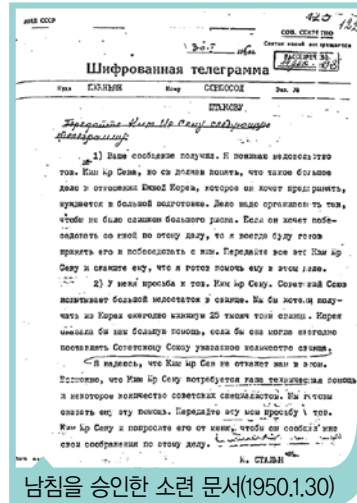 СОВ. СЕКРЕТНО
Шифрованная телеграмма
ШТЫКОВУ.
Передайте Ким Ир Сену следующую
телеграмму:
1) Ваше сообщение получил. Я понимаю недовольство
тов. Ким Ир Сена, но он должен понять, что такое большое
дело в отношении Южной Кореи, которое он хочет предпринять,
нуждается в большой подготовке. Дело надо организовать так,
чтобы не было слишком большого риска. Если он хочет побе-
седовать со мной по этому делу, то я всегда буду готов
принять его и побеседовать с ним. Передайте все это Ким Ир
Сену и скажите ему, что я готов помочь ему в этом деле.
2) У меня просьба к тов. Ким Ир Сену. Советский Союз
испытывает большой недостаток в свинце. Мы бы хотели полу-
чать из Кореи ежегодно минимум 25 тысяч тонн свинца. Корея
оказала бы нам большую помощь, если бы она могла ежегодно
поставлять Советскому Союзу указанное количество свинца.
Я надеюсь, что Ким Ир Сен не откажет нам в этом.
Возможно, что Ким Ир Сену потребуется наша техническая помощь
и некоторое количество советских специалистов. Мы готовы
оказать ему эту помощь. Передайте эту мою просьбу тов.
Ким Ир Сену и попросите его от меня, чтобы он сообщил мне
свои соображения по этому делу.
И. СТАЛИН
남침을 승인한 소련 문서(1950.1.30)